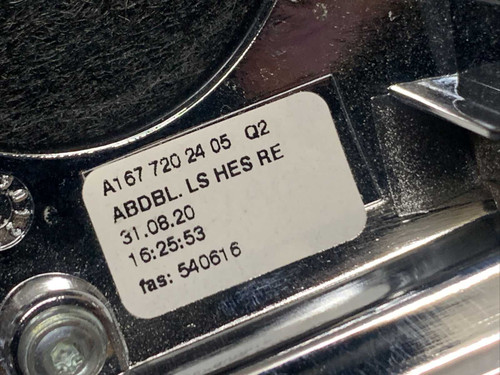 A167 720 24 05 Q2
ABDBL. LS HES RE
31.08.20
16:25:53
fas: 540616